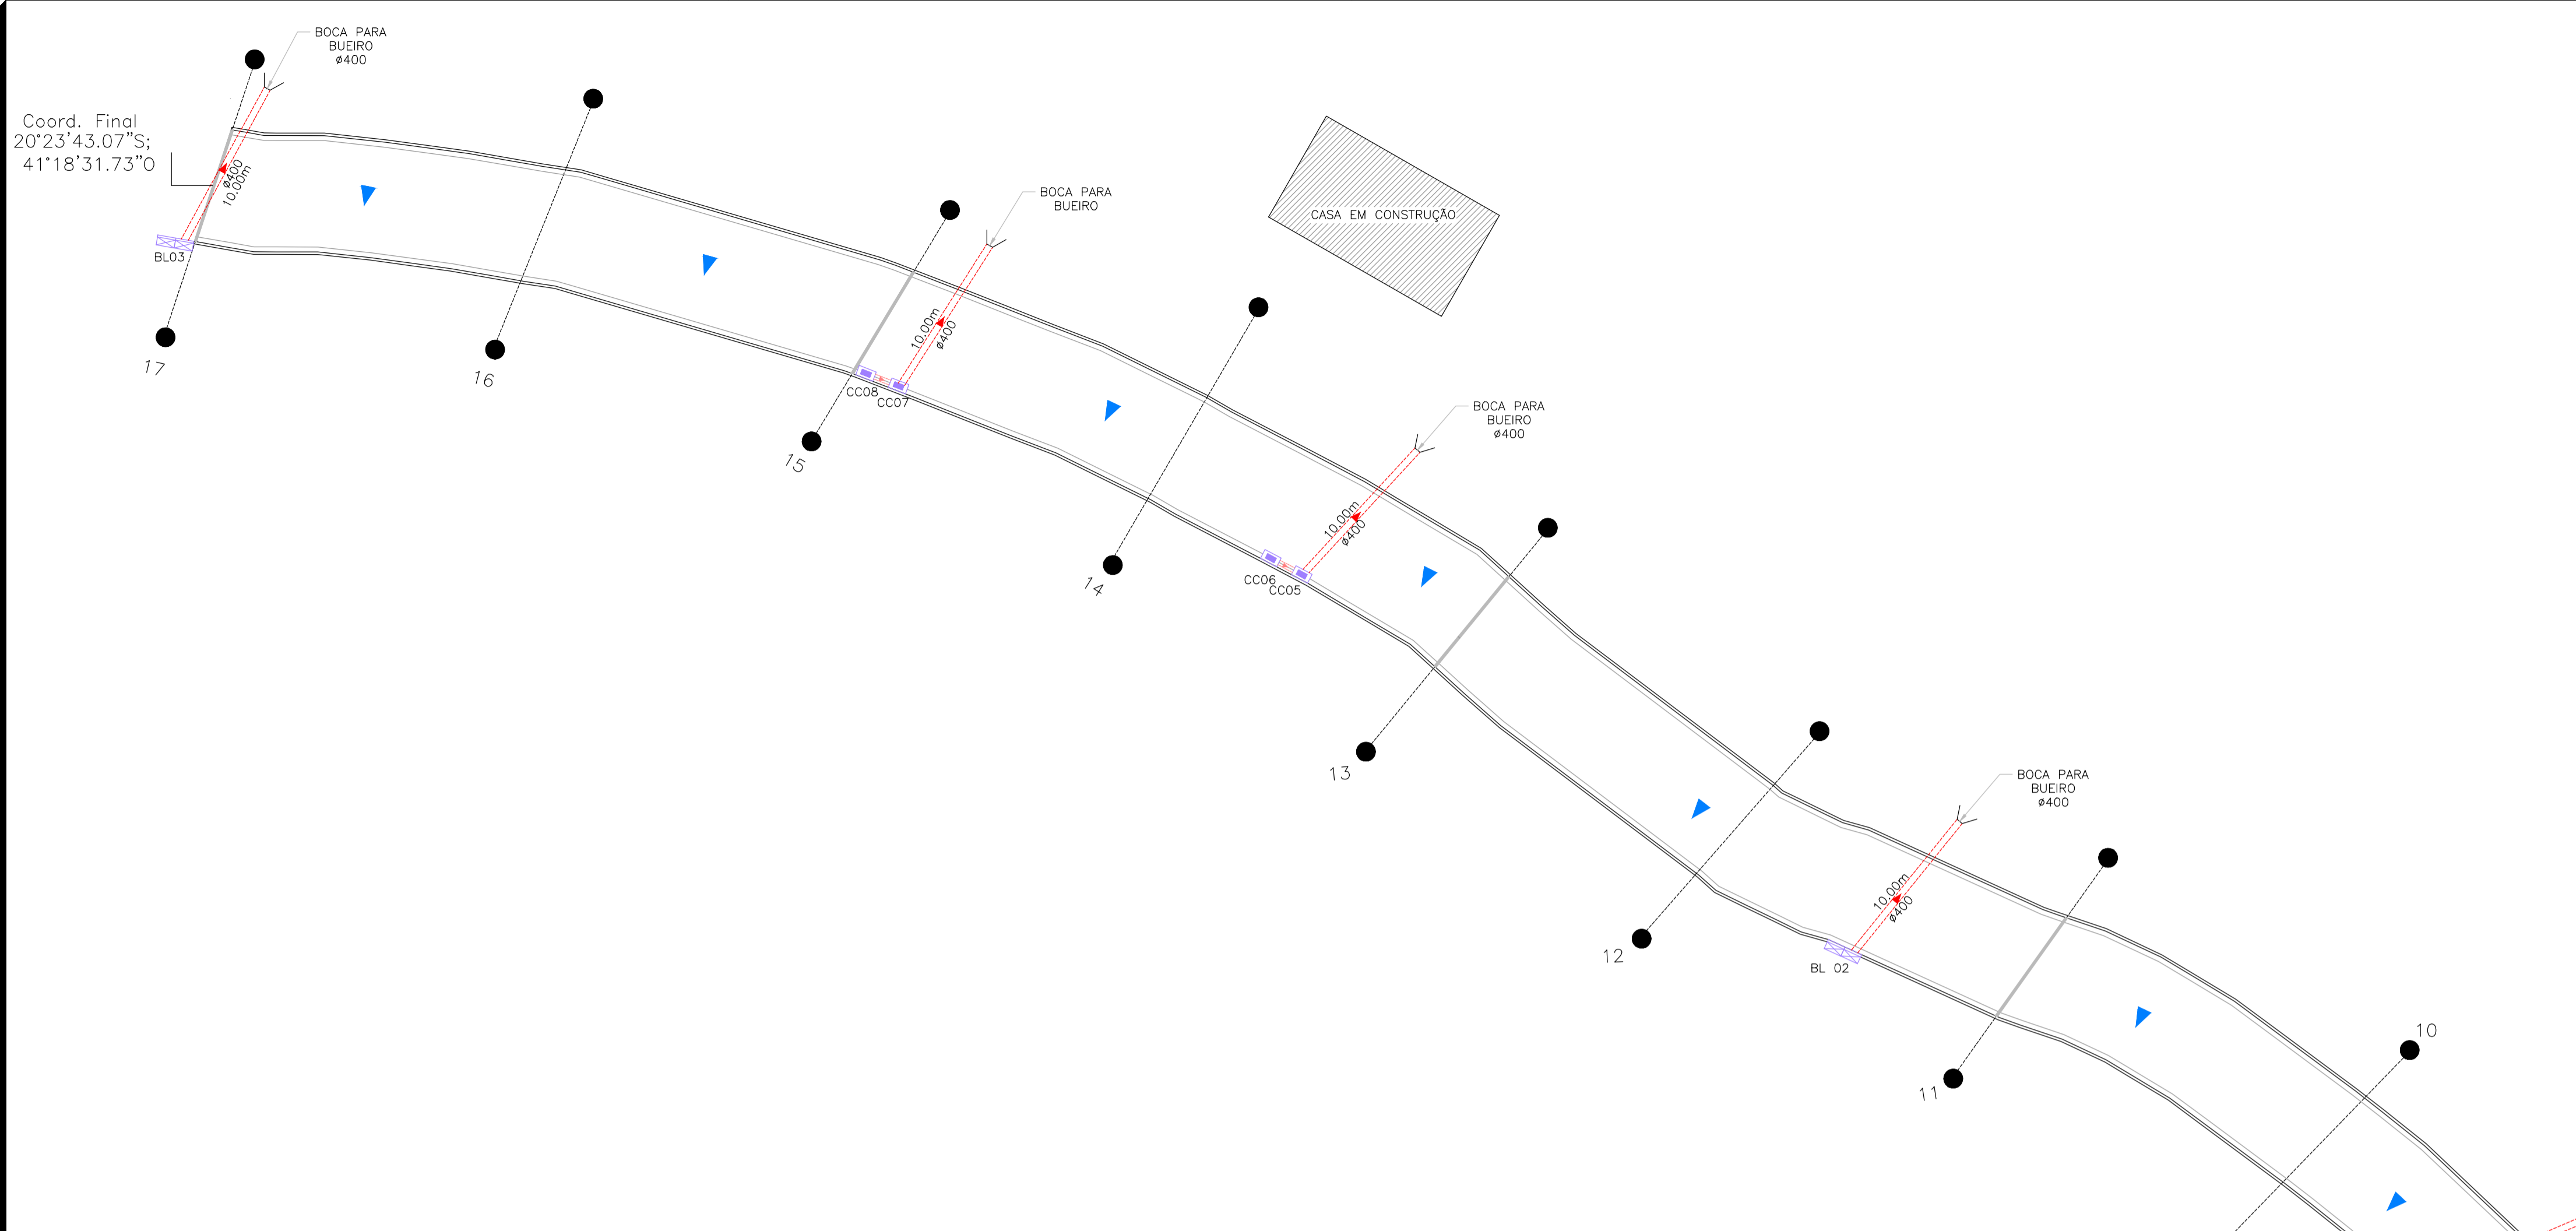 BOCA PARA
BUEIRO
ø400
Coord. Final
20°23'43.07"S;
41°18'31.73"O
ø400
10.00m
BL03
17
16
BOCA PARA
BUEIRO
10.00m
ø400
CC08
CC07
15
CASA EM CONSTRUÇÃO
14
BOCA PARA
BUEIRO
ø400
10.00m
ø400
CC06
CC05
13
12
BOCA PARA
BUEIRO
ø400
10.00m
ø400
BL 02
11
10